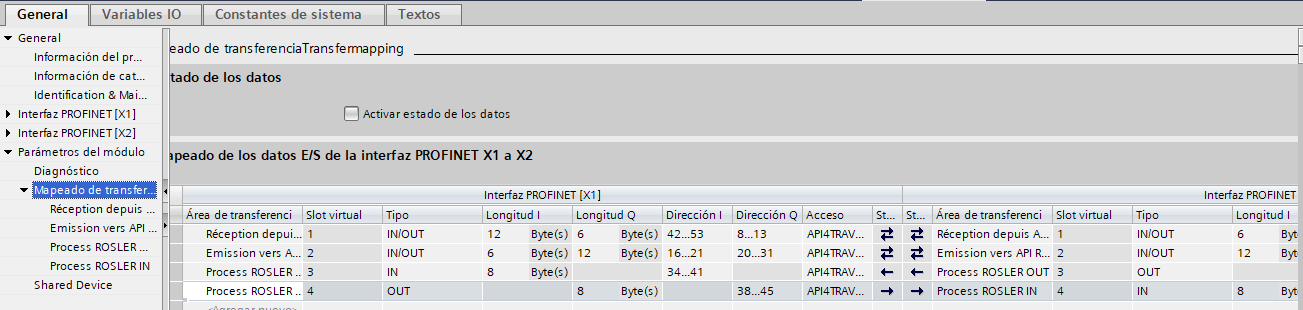 General Variables IO Constantes de sistema Textos
General
Información del pr...
Información de cat...
Identification & Mai...
Interfaz PROFINET [X1]
Interfaz PROFINET [X2]
Parámetros del módulo
Diagnóstico
Mapeado de transfer...
Réception depuis ...
Emission vers API ...
Process ROSLER ...
Process ROSLER IN
Shared Device
eado de transferenciaTransfermapping
tado de los datos
Activar estado de los datos
apeado de los datos E/S de la interfaz PROFINET X1 a X2
Interfaz PROFINET [X1] Interfaz PROFINET
Área de transferenci Slot virtual Tipo Longitud I Longitud Q Dirección I Dirección Q Acceso St... St... Área de transferenci Slot virtual Tipo Longitud I
Réception depui... 1 IN/OUT 12 Byte(s) 6 Byte(s) 42...53 8...13 API4TRAV... Réception depuis A... 1 IN/OUT 6 Byt
Emission vers A... 2 IN/OUT 6 Byte(s) 12 Byte(s) 16...21 20...31 API4TRAV... Emission vers API R... 2 IN/OUT 12 Byt
Process ROSLER ... 3 IN 8 Byte(s) 34...41 API4TRAV... Process ROSLER OUT 3 OUT
Process ROSLER ... 4 OUT 8 Byte(s) 38...45 API4TRAV... Process ROSLER IN 4 IN 8 Byt
<Agregar nuevo>